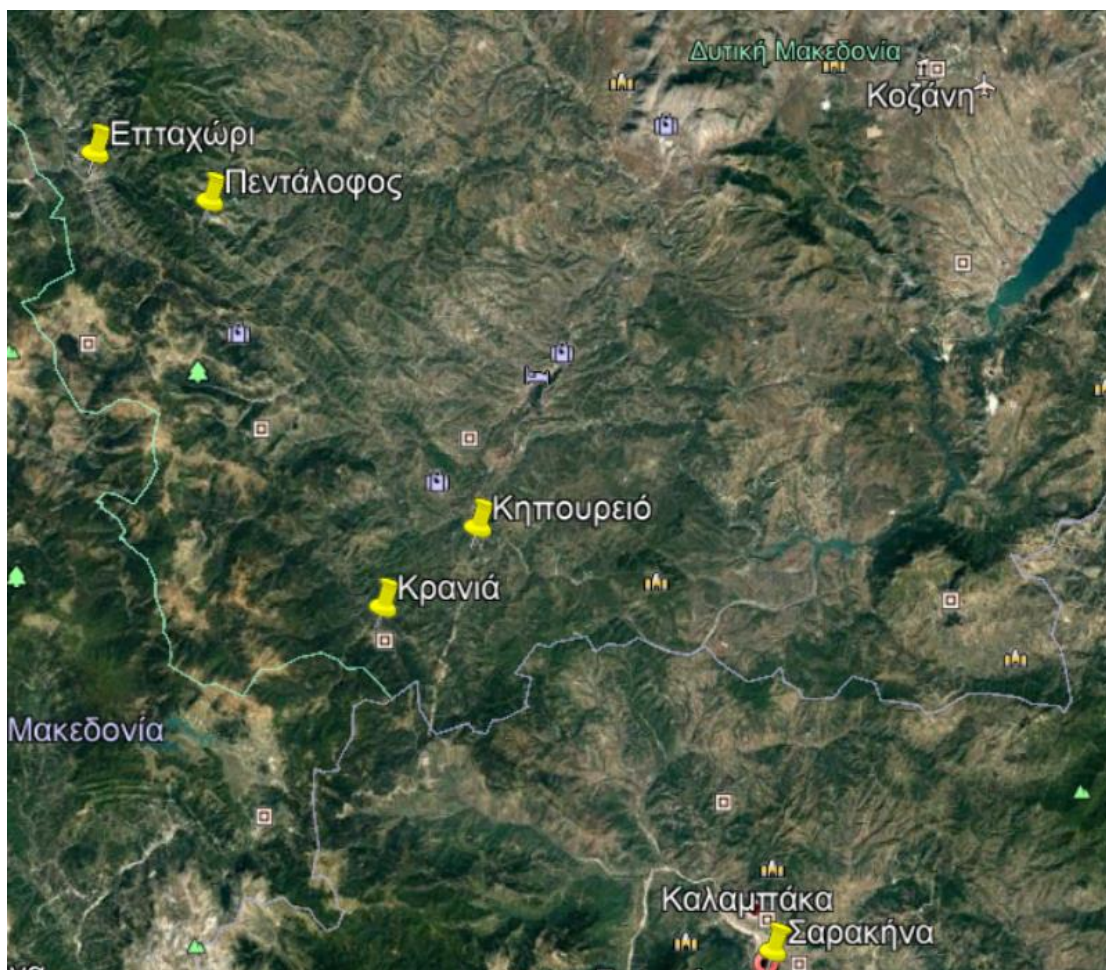 Δυτική Μακεδονία
Κοζάνη
Επταχώρι
Πεντάλοφος
Κηπουρειό
Κρανιά
Μακεδονία
Καλαμπάκα
Σαρακήνα